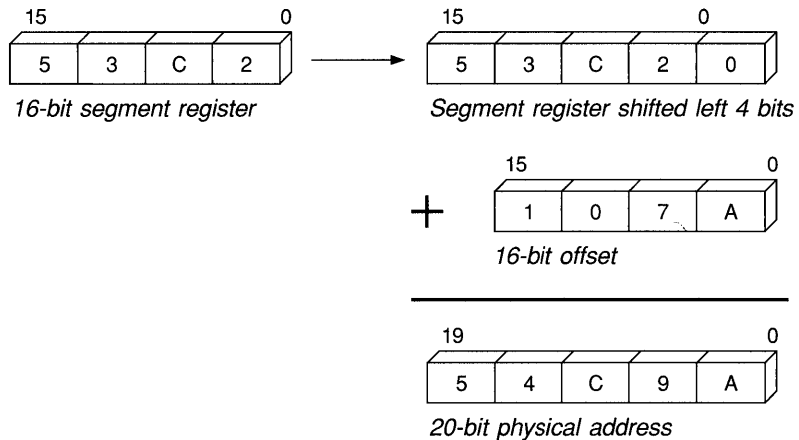 15 0
5 3 C 2
16-bit segment register
15 0
5 3 C 2 0
Segment register shifted left 4 bits
+
15 0
1 0 7 A
16-bit offset
19 0
5 4 C 9 A
20-bit physical address